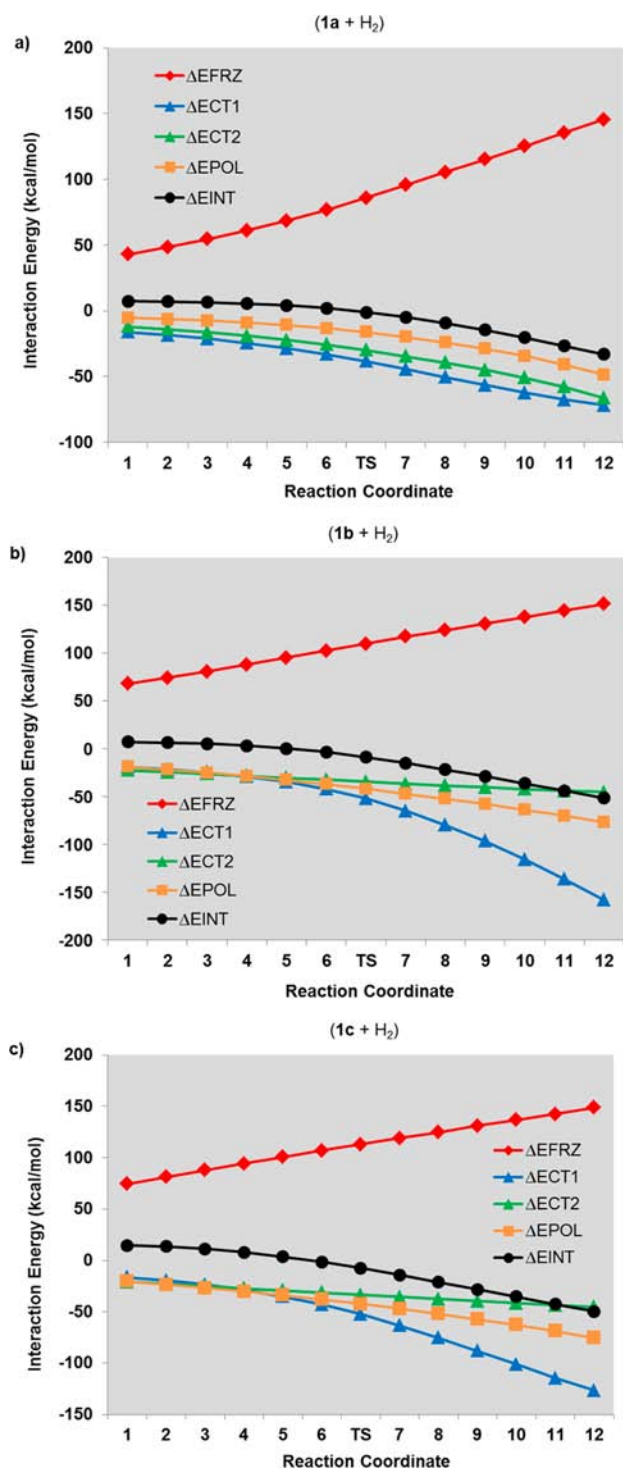 (1a + H₂)
a)
200
150
100
50
0
-50
-100
Interaction Energy (kcal/mol)
ΔEFRZ
ΔECT1
ΔECT2
ΔEPOL
ΔEINT
1 2 3 4 5 6 TS 7 8 9 10 11 12
Reaction Coordinate
(1b + H₂)
b)
200
150
100
50
0
-50
-100
-150
-200
Interaction Energy (kcal/mol)
ΔEFRZ
ΔECT1
ΔECT2
ΔEPOL
ΔEINT
1 2 3 4 5 6 TS 7 8 9 10 11 12
Reaction Coordinate
(1c + H₂)
c)
200
150
100
50
0
-50
-100
-150
Interaction Energy (kcal/mol)
ΔEFRZ
ΔECT1
ΔECT2
ΔEPOL
ΔEINT
1 2 3 4 5 6 TS 7 8 9 10 11 12
Reaction Coordinate